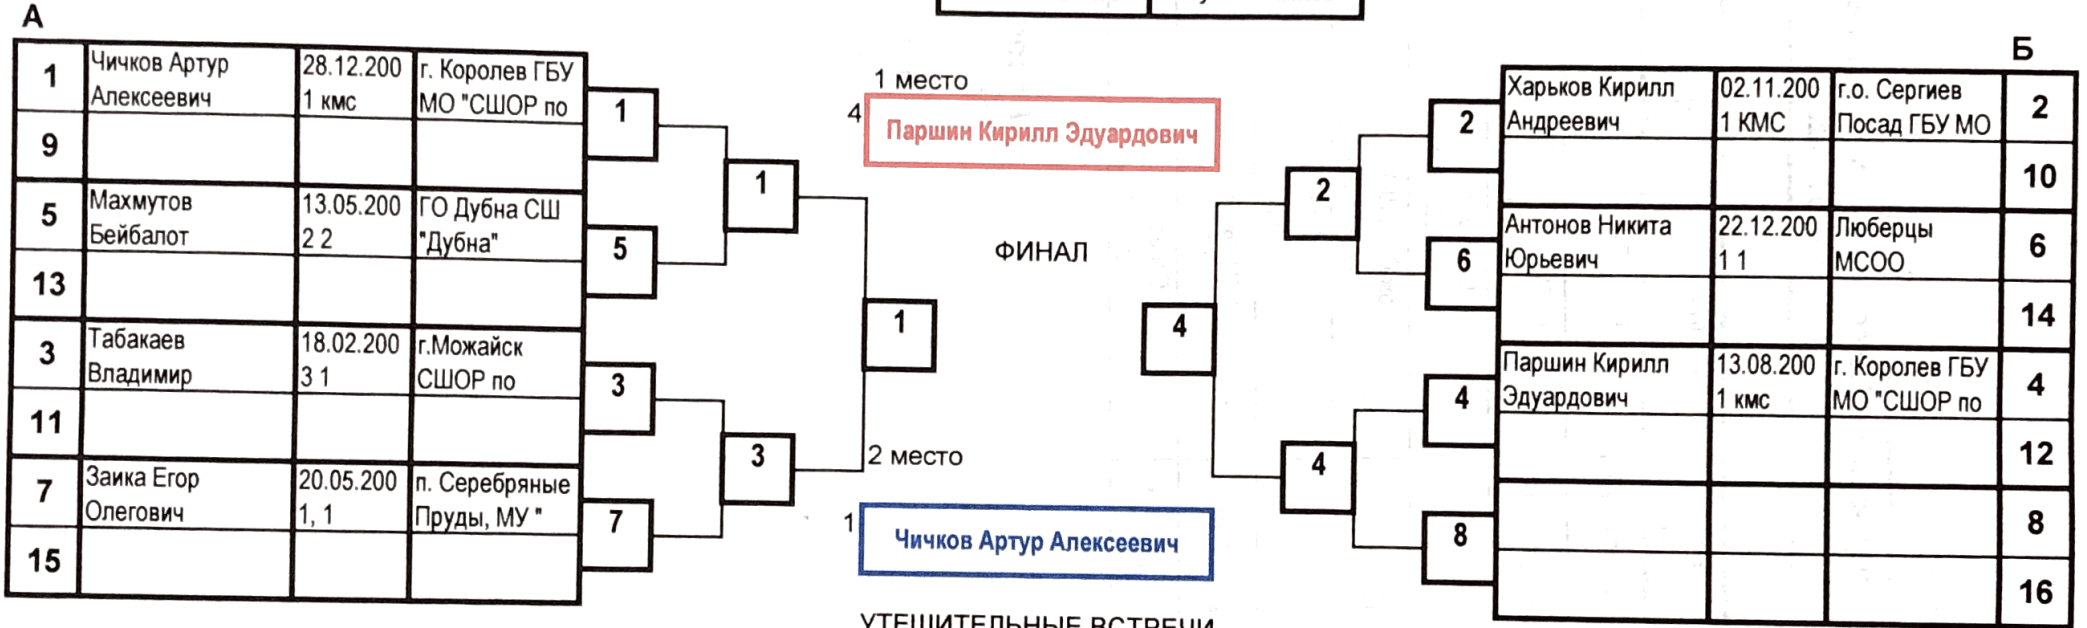 А
1
Чичков Артур
Алексеевич
28.12.200
1 кмс
г. Королев ГБУ
МО "СШОР по
9
5
Махмутов
Бейбалот
13.05.200
2 2
ГО Дубна СШ
"Дубна"
13
3
Табакаев
Владимир
18.02.200
3 1
г.Можайск
СШОР по
11
7
Заика Егор
Олегович
20.05.200
1, 1
п. Серебряные
Пруды, МУ "
15
1
5
3
7
1
3
1
1 место
4
Паршин Кирилл Эдуардович
ФИНАЛ
2 место
1
Чичков Артур Алексеевич
УТЕШИТЕЛЬНЫЕ ВСТРЕЧИ
4
2
4
2
6
4
8
Б
Харьков Кирилл
Андреевич
02.11.200
1 КМС
г.о. Сергиев
Посад ГБУ МО
2
10
Антонов Никита
Юрьевич
22.12.200
1 1
Люберцы
МСОО
6
14
Паршин Кирилл
Эдуардович
13.08.200
1 кмс
г. Королев ГБУ
МО "СШОР по
4
12
8
16